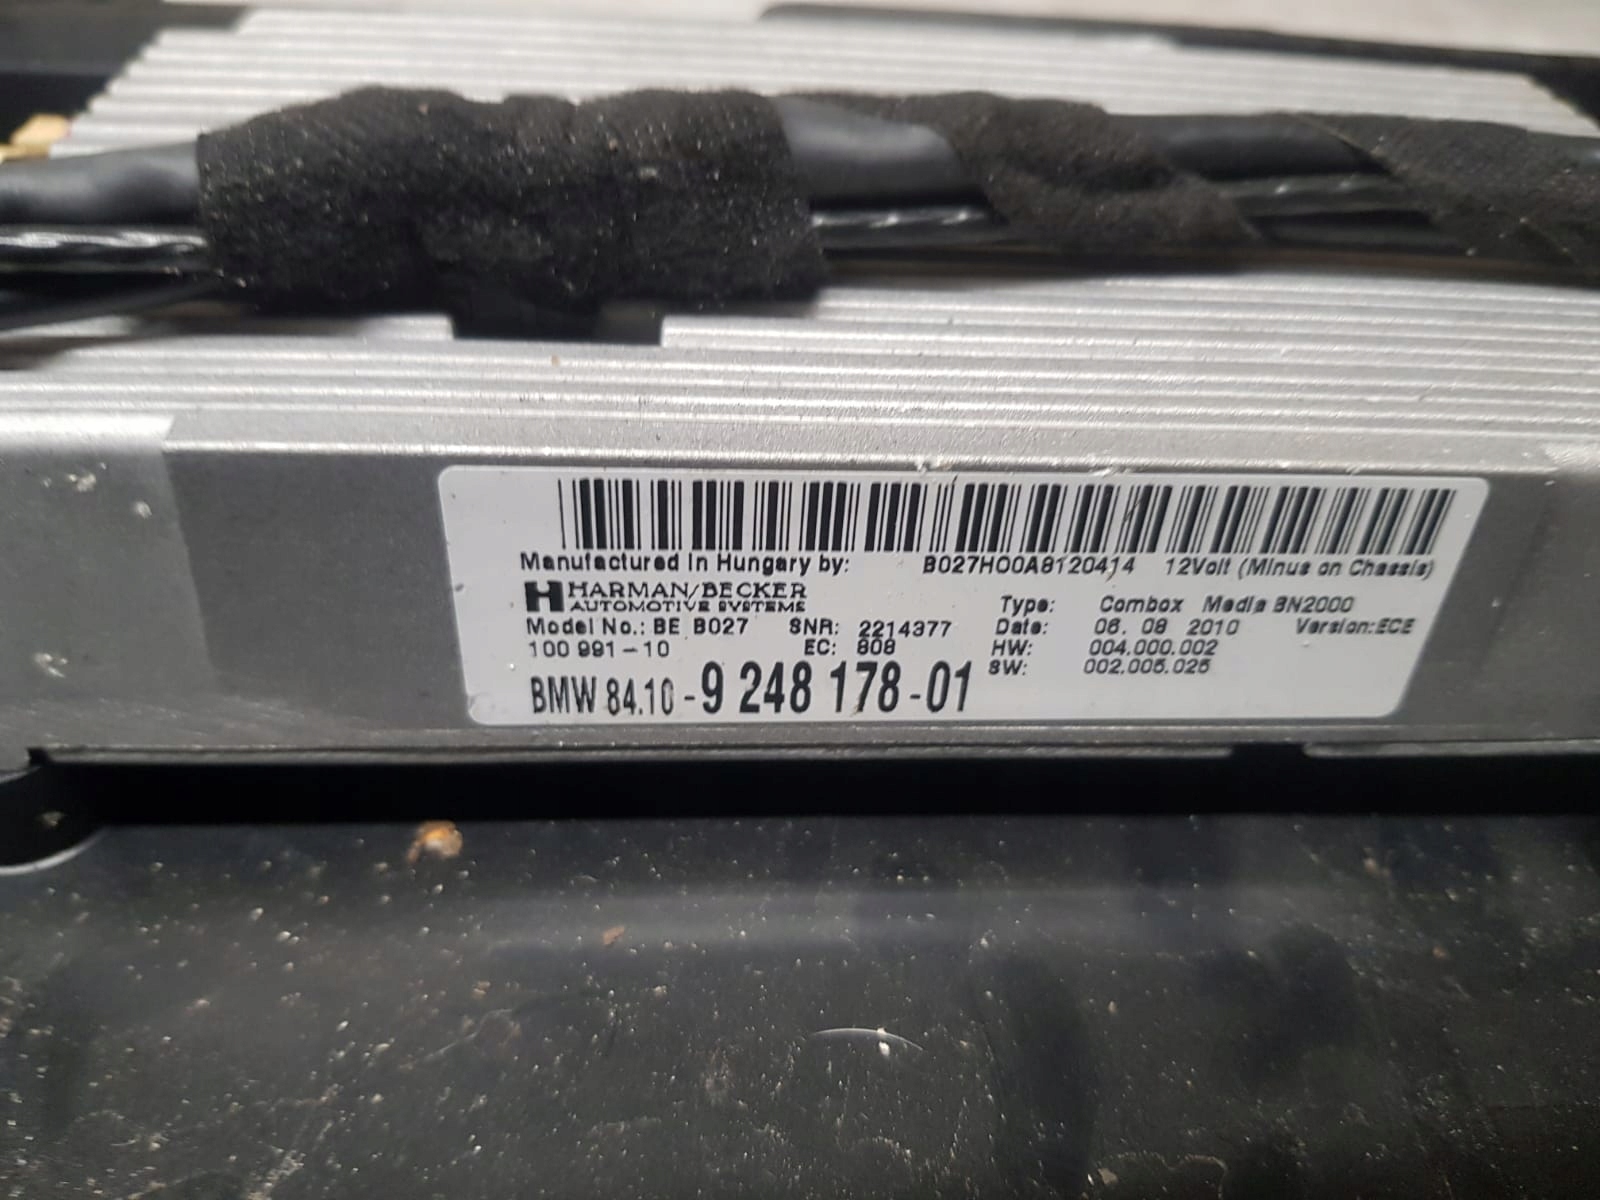 Manufactured in Hungary by: B027HO0A8120414 12Volt (Minus on Chassis)
HARMAN/BECKER
AUTOMOTIVE SYSTEMS
Type: Combox Media BN2000
Model No.: BE B027 SNR: 2214377 Date: 06. 08 2010 Version:ECE
100 991-10 EC: 808 HW: 004.000.002
SW: 002.005.025
BMW 84.10-9 248 178-01